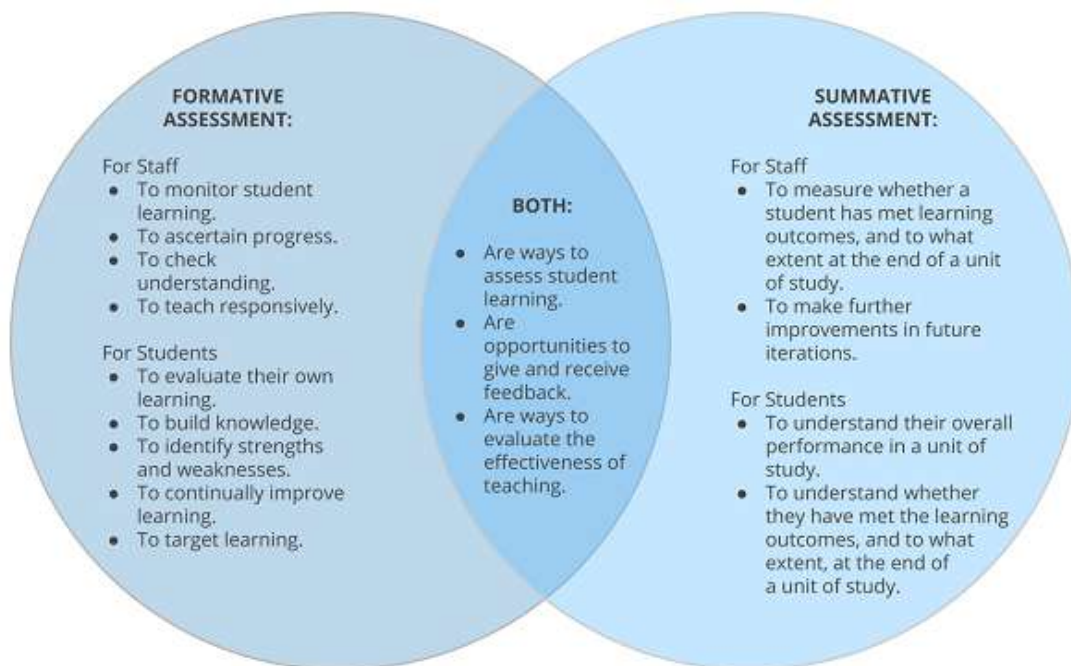 FORMATIVE
ASSESSMENT:
For Staff
● To monitor student
learning.
● To ascertain progress.
● To check
understanding.
● To teach responsively.
For Students
● To evaluate their own
learning.
● To build knowledge.
● To identify strengths
and weaknesses.
● To continually improve
learning.
● To target learning.
BOTH:
● Are ways to
assess student
learning.
● Are
opportunities to
give and receive
feedback.
● Are ways to
evaluate the
effectiveness of
teaching.
SUMMATIVE
ASSESSMENT:
For Staff
● To measure whether a
student has met learning
outcomes, and to what
extent at the end of a unit
of study.
● To make further
improvements in future
iterations.
For Students
● To understand their overall
performance in a unit of
study.
● To understand whether
they have met the learning
outcomes, and to what
extent, at the end of
a unit of study.